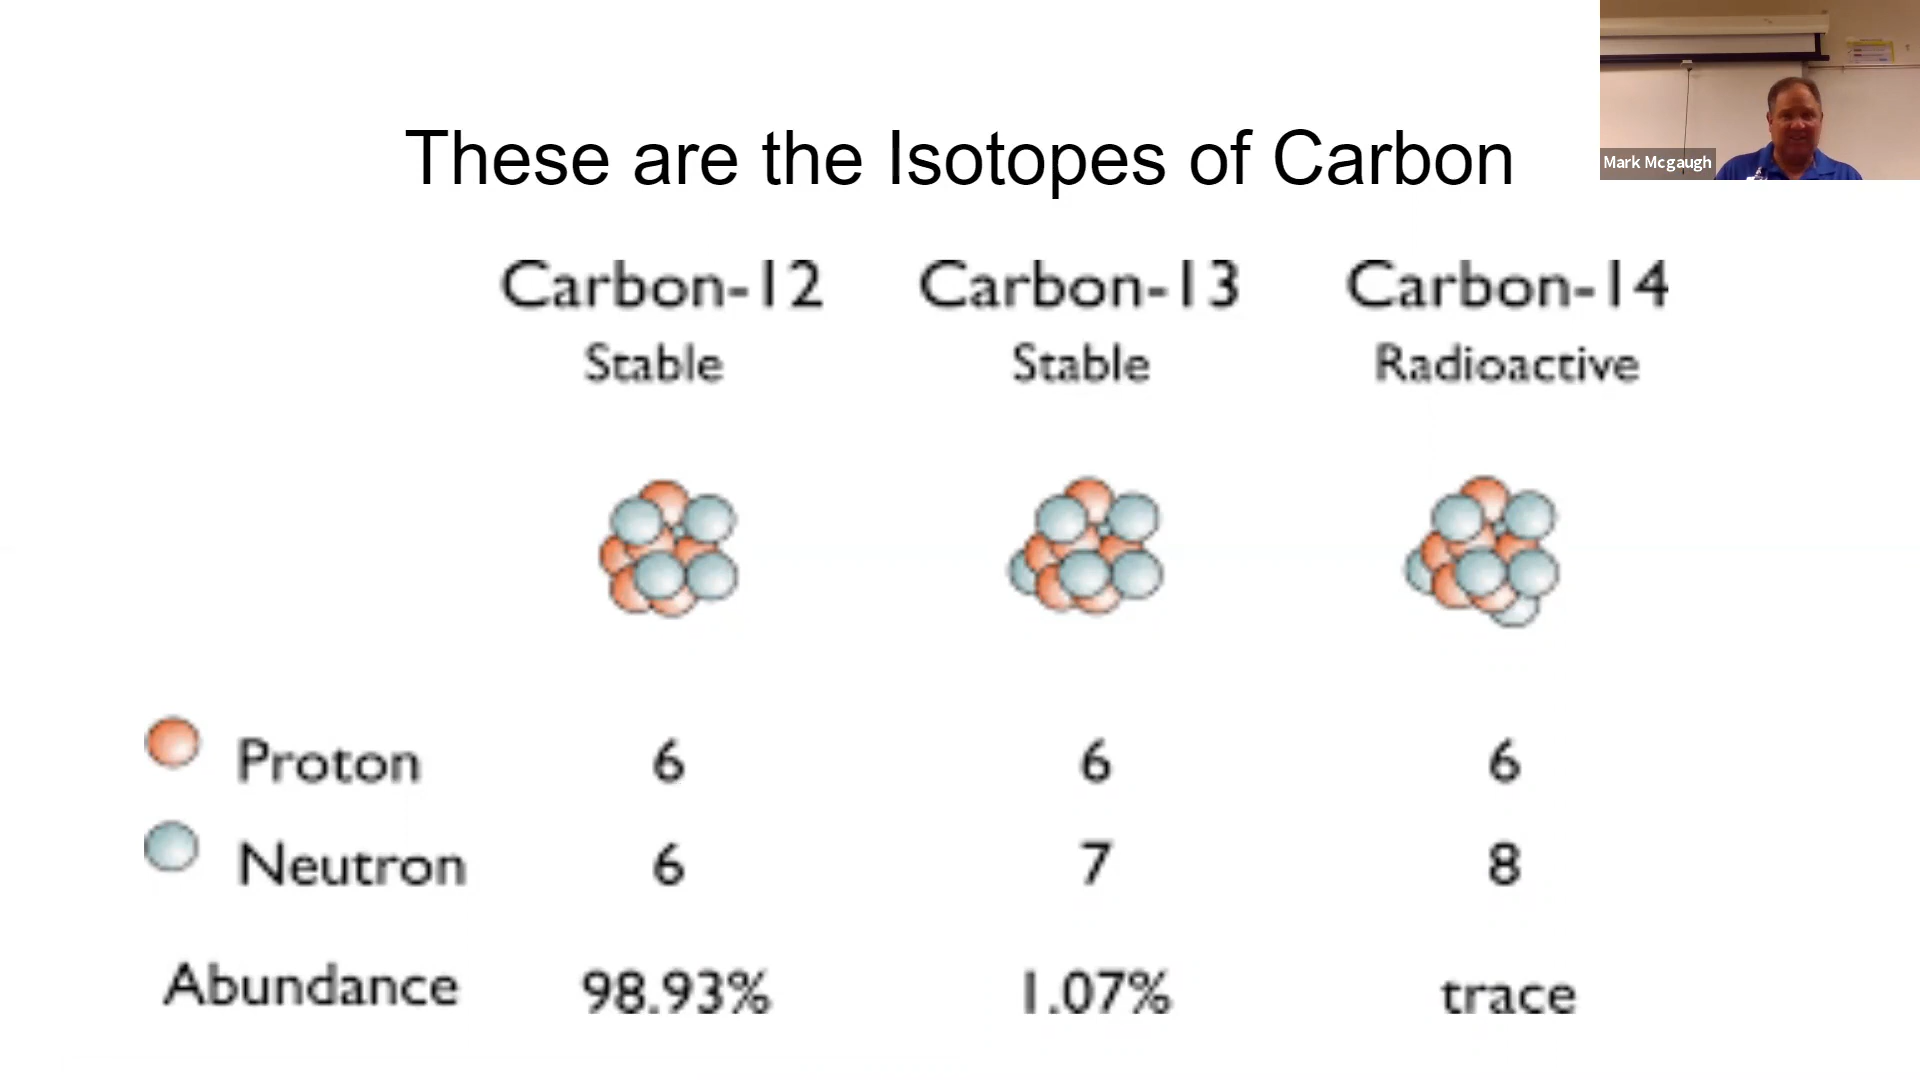 These are the Isotopes of Carbon
Mark Mcgaugh
Carbon-12 Carbon-13 Carbon-14
Stable Stable Radioactive
Proton 6 6 6
Neutron 6 7 8
Abundance 98.93% 1.07% trace